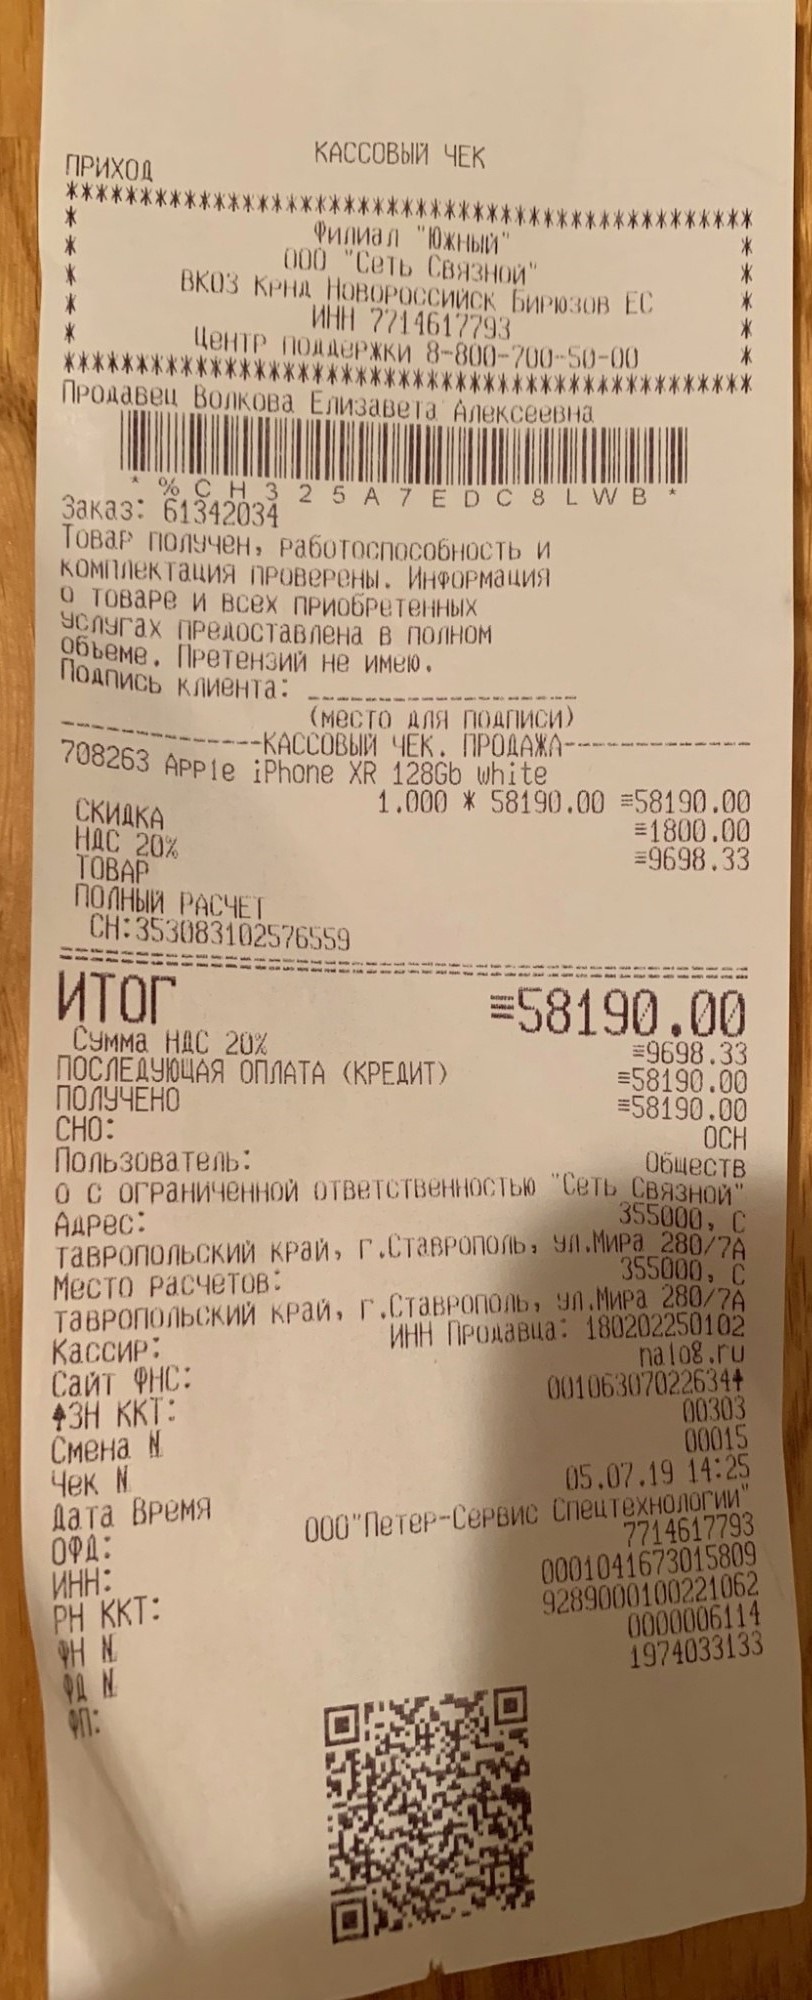 КАССОВЫЙ ЧЕК
ПРИХОД
***********************************************
* Филиал "Южный" *
* ООО "Сеть Связной" *
* ВКОЗ Крнд Новороссийск Бирюзов ЕС *
* ИНН 7714617793 *
* Центр поддержки 8-800-700-50-00 *
***********************************************
Продавец Волкова Елизавета Алексеевна
*%CH325A7EDC8LWB*
Заказ: 61342034
Товар получен, работоспособность и
комплектация проверены. Информация
о товаре и всех приобретенных
услугах предоставлена в полном
объеме. Претензий не имею.
Подпись клиента: ____________________
(место для подписи)
--------------КАССОВЫЙ ЧЕК. ПРОДАЖА-------------
708263 Apple iPhone XR 128Gb white
1.000 * 58190.00 ≡58190.00
СКИДКА ≡1800.00
НДС 20% ≡9698.33
ТОВАР
ПОЛНЫЙ РАСЧЕТ
СН:353083102576559
================================================
ИТОГ ≡58190.00
Сумма НДС 20% ≡9698.33
ПОСЛЕДУЮЩАЯ ОПЛАТА (КРЕДИТ) ≡58190.00
ПОЛУЧЕНО ≡58190.00
СНО: ОСН
Пользователь: Обществ
о с ограниченной ответственностью "Сеть Связной"
Адрес: 355000, С
тавропольский край, г.Ставрополь, ул.Мира 280/7А
Место расчетов: 355000, С
тавропольский край, г.Ставрополь, ул.Мира 280/7А
Кассир: ИНН Продавца: 180202250102
Сайт ФНС: nalog.ru
↑ЗН ККТ: 00106307022634↑
Смена N 00303
Чек N 00015
Дата Время 05.07.19 14:25
ОФД: ООО"Петер-Сервис Спецтехнологии"
ИНН: 7714617793
РН ККТ: 0001041673015809
ФН N 9289000100221062
ФД N 0000006114
ФП: 1974033133